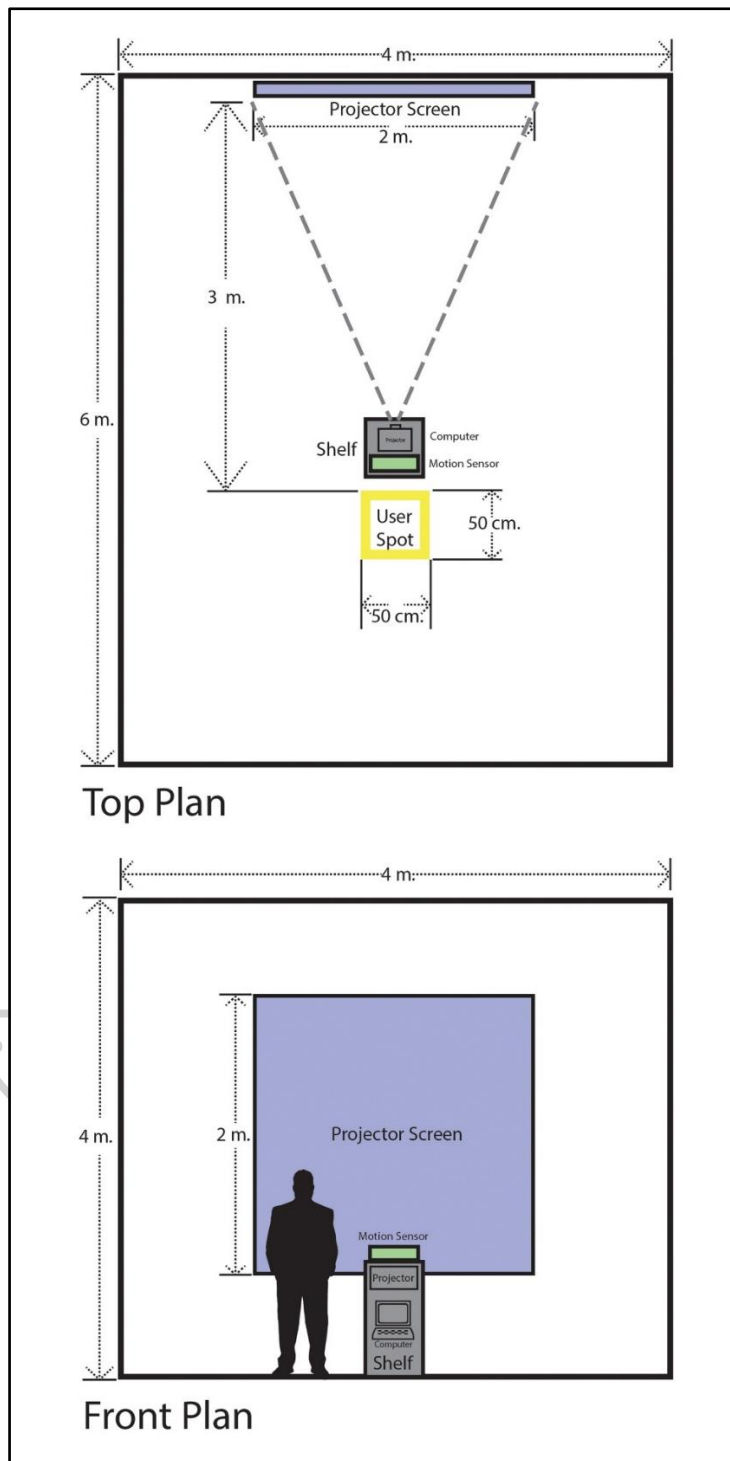 4 m.
Projector Screen
2 m.
3 m.
6 m.
Projector
Computer
Shelf
Motion Sensor
User
Spot
50 cm.
50 cm.
Top Plan
4 m.
4 m.
2 m.
Projector Screen
Motion Sensor
Projector
Computer
Shelf
Front Plan